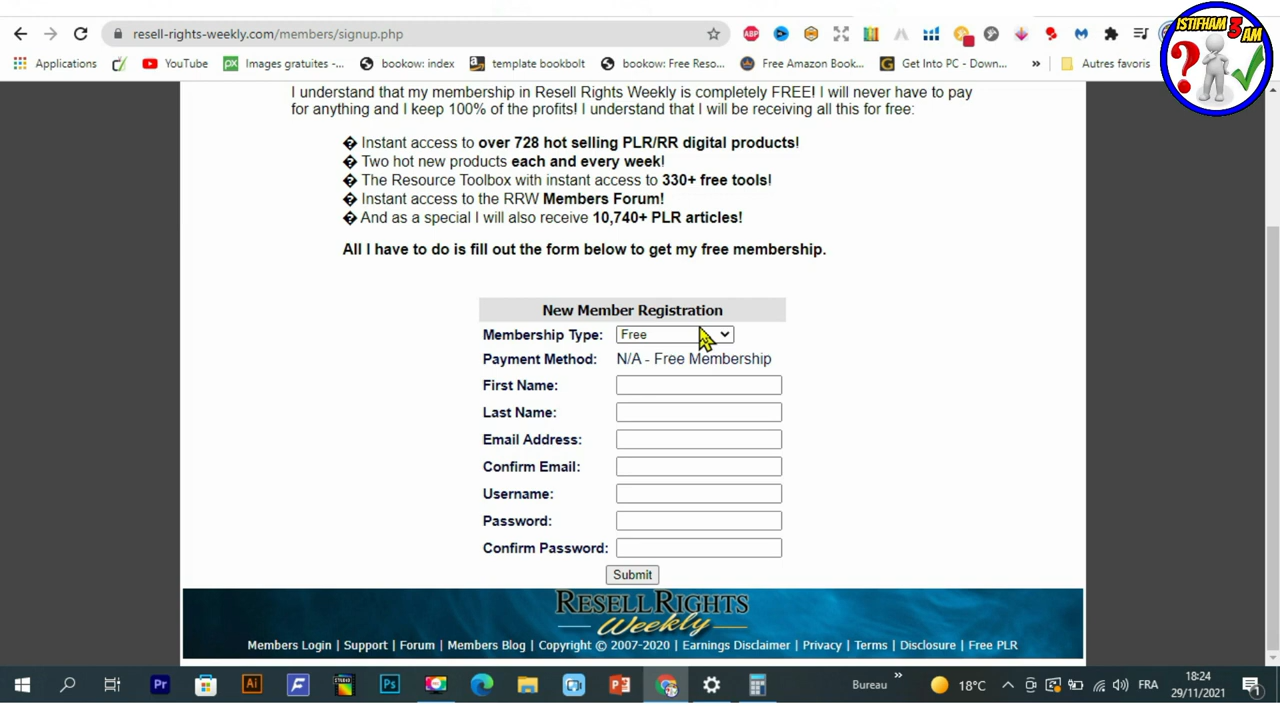 resell-rights-weekly.com/members/signup.php
ISTIFHAM
3
AM
Applications
YouTube
Images gratuites -...
bookow: index
template bookbolt
bookow: Free Reso...
Free Amazon Book...
Get Into PC - Down...
»
Autres favoris
I understand that my membership in Resell Rights Weekly is completely FREE! I will never have to pay
for anything and I keep 100% of the profits! I understand that I will be receiving all this for free:
� Instant access to over 728 hot selling PLR/RR digital products!
� Two hot new products each and every week!
� The Resource Toolbox with instant access to 330+ free tools!
� Instant access to the RRW Members Forum!
� And as a special I will also receive 10,740+ PLR articles!
All I have to do is fill out the form below to get my free membership.
New Member Registration
Membership Type: Free
Payment Method: N/A - Free Membership
First Name:
Last Name:
Email Address:
Confirm Email:
Username:
Password:
Confirm Password:
Submit
RESELL RIGHTS
Weekly
Members Login | Support | Forum | Members Blog | Copyright © 2007-2020 | Earnings Disclaimer | Privacy | Terms | Disclosure | Free PLR
Bureau » 18°C FRA 18:24
29/11/2021